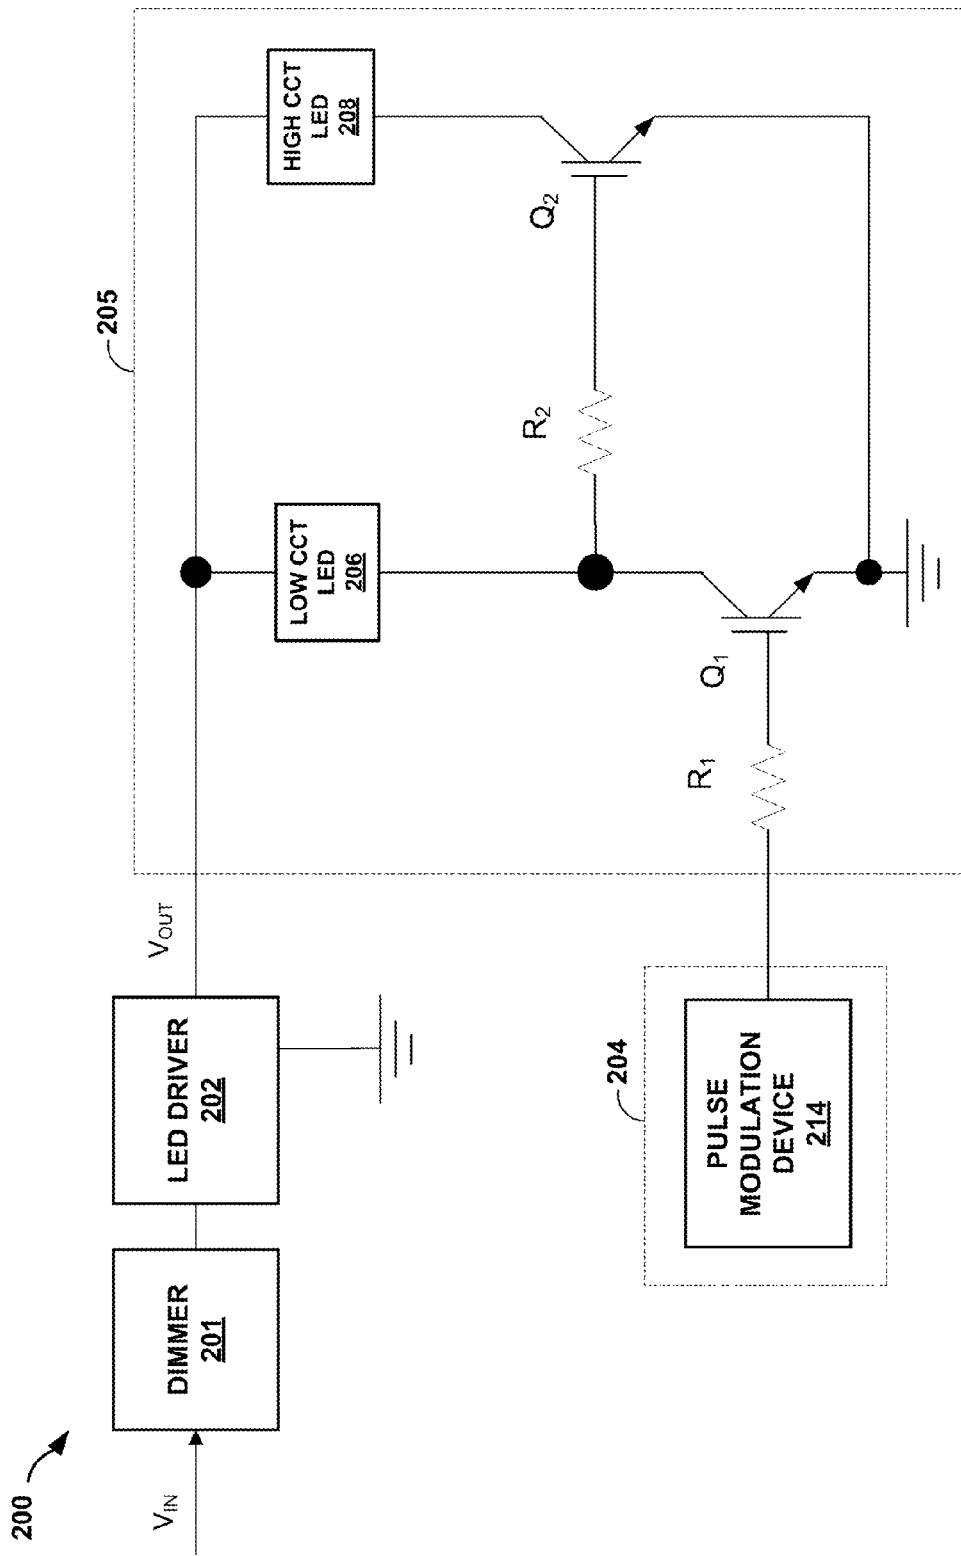 200
V_IN
DIMMER
201
LED DRIVER
202
V_OUT
205
LOW CCT
LED
206
HIGH CCT
LED
208
R_2
Q_2
204
PULSE
MODULATION
DEVICE
214
R_1
Q_1